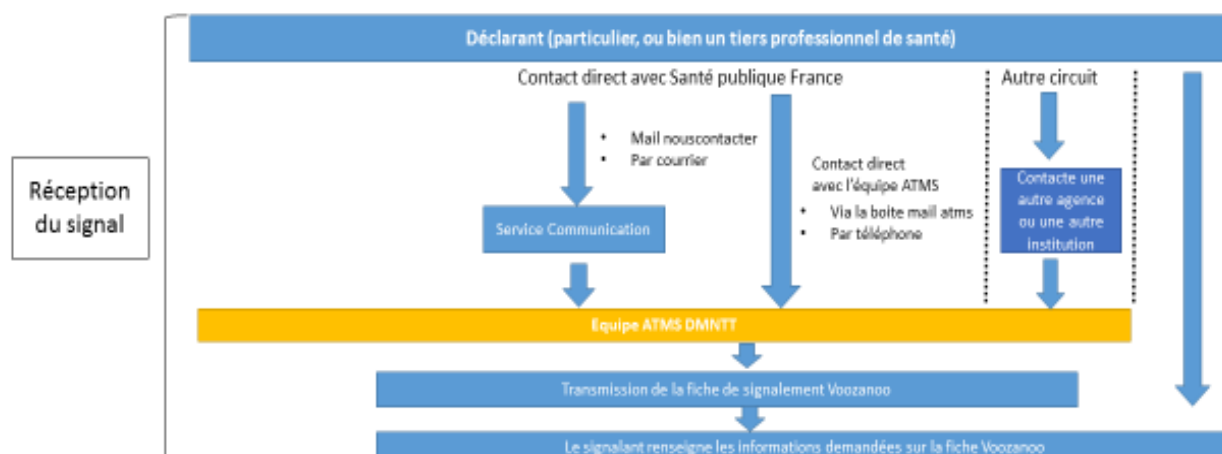 Déclarant (particulier, ou bien un tiers professionnel de santé)
Contact direct avec Santé publique France
Autre circuit
• Mail nouscontacter
• Par courrier
Réception
du signal
Contact direct
avec l'équipe ATMS
• Via la boite mail atms
• Par téléphone
Contacte une
autre agence
ou une autre
institution
Service Communication
Equipe ATMS DMNTT
Transmission de la fiche de signalement Voozanoo
Le signalant renseigne les informations demandées sur la fiche Voozanoo